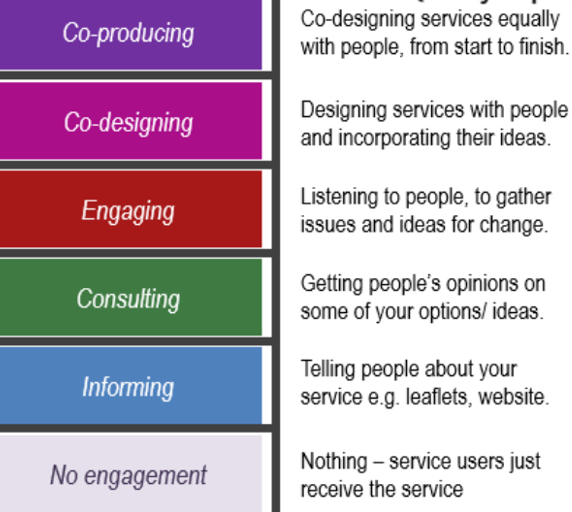 Co-producing
Co-designing services equally
with people, from start to finish.
Co-designing
Designing services with people
and incorporating their ideas.
Engaging
Listening to people, to gather
issues and ideas for change.
Consulting
Getting people’s opinions on
some of your options/ ideas.
Informing
Telling people about your
service e.g. leaflets, website.
No engagement
Nothing – service users just
receive the service